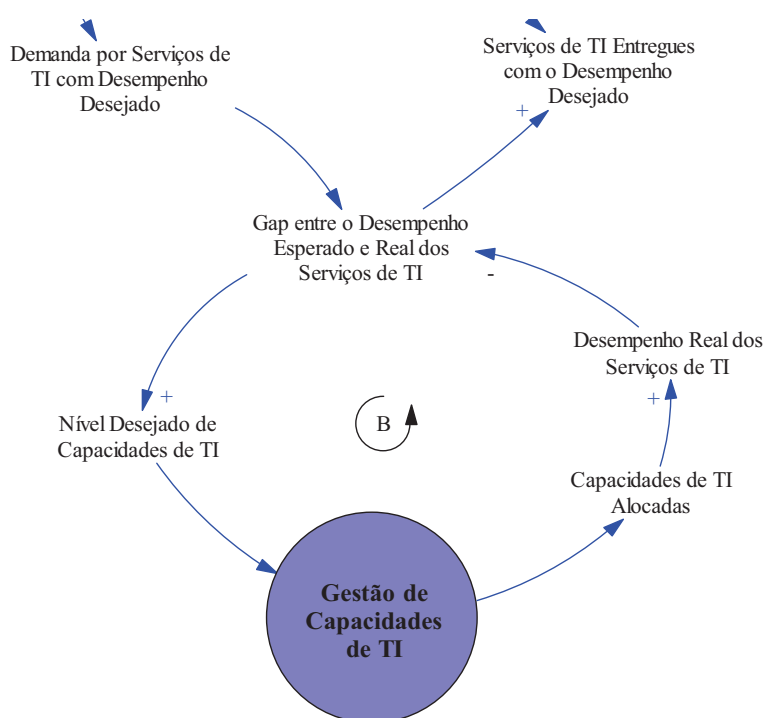 Demanda por Serviços de
TI com Desempenho
Desejado
Serviços de TI Entregues
com o Desempenho
Desejado
+
Gap entre o Desempenho
Esperado e Real dos
Serviços de TI
-
Desempenho Real dos
Serviços de TI
+
+
Nível Desejado de
Capacidades de TI
B
Capacidades de TI
Alocadas
Gestão de
Capacidades
de TI